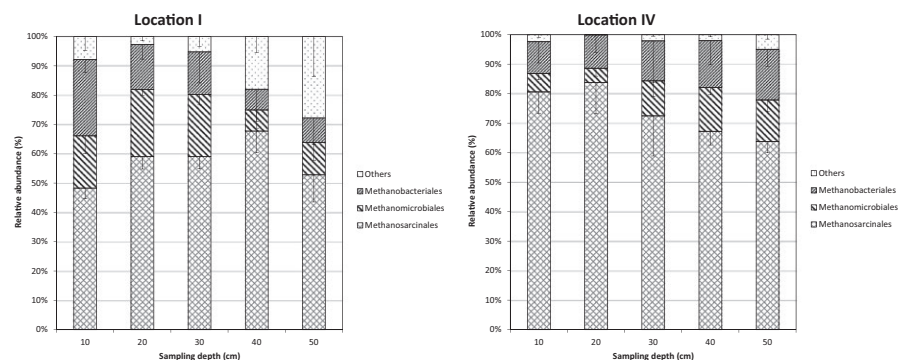 Location I
Relative abundance (%)
100%
90%
80%
70%
60%
50%
40%
30%
20%
10%
0%
10 20 30 40 50
Sampling depth (cm)
Others
Methanobacteriales
Methanomicrobiales
Methanosarcinales
Location IV
Relative abundance (%)
100%
90%
80%
70%
60%
50%
40%
30%
20%
10%
0%
10 20 30 40 50
Sampling depth (cm)
Others
Methanobacteriales
Methanomicrobiales
Methanosarcinales